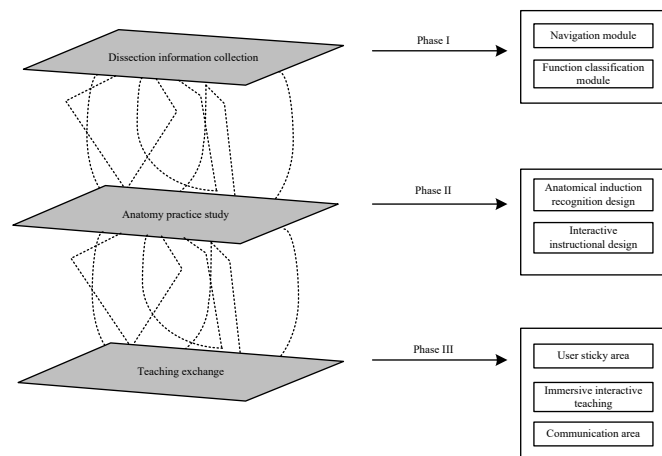 Dissection information collection
Phase I
Navigation module
Function classification
module
Anatomy practice study
Phase II
Anatomical induction
recognition design
Interactive
instructional design
Teaching exchange
Phase III
User sticky area
Immersive interactive
teaching
Communication area